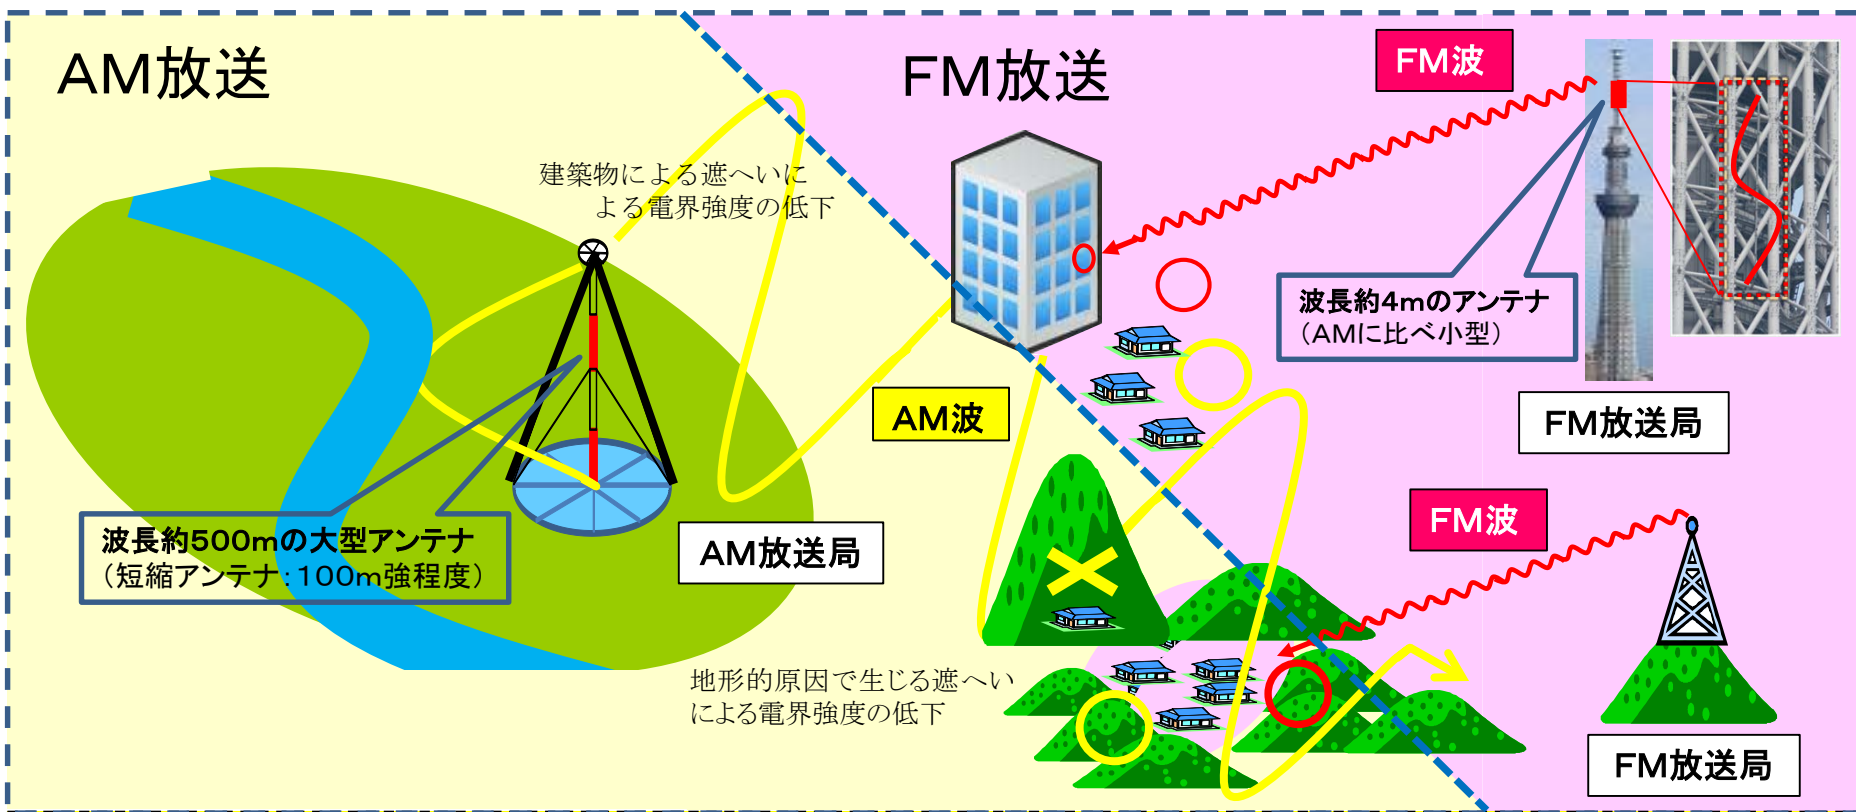 AM放送
FM放送
FM波
建築物による遮へいに
よる電界強度の低下
波長約4mのアンテナ
（AMに比べ小型）
AM波
FM放送局
波長約500mの大型アンテナ
（短縮アンテナ：100m強程度）
AM放送局
FM波
地形的原因で生じる遮へい
による電界強度の低下
FM放送局